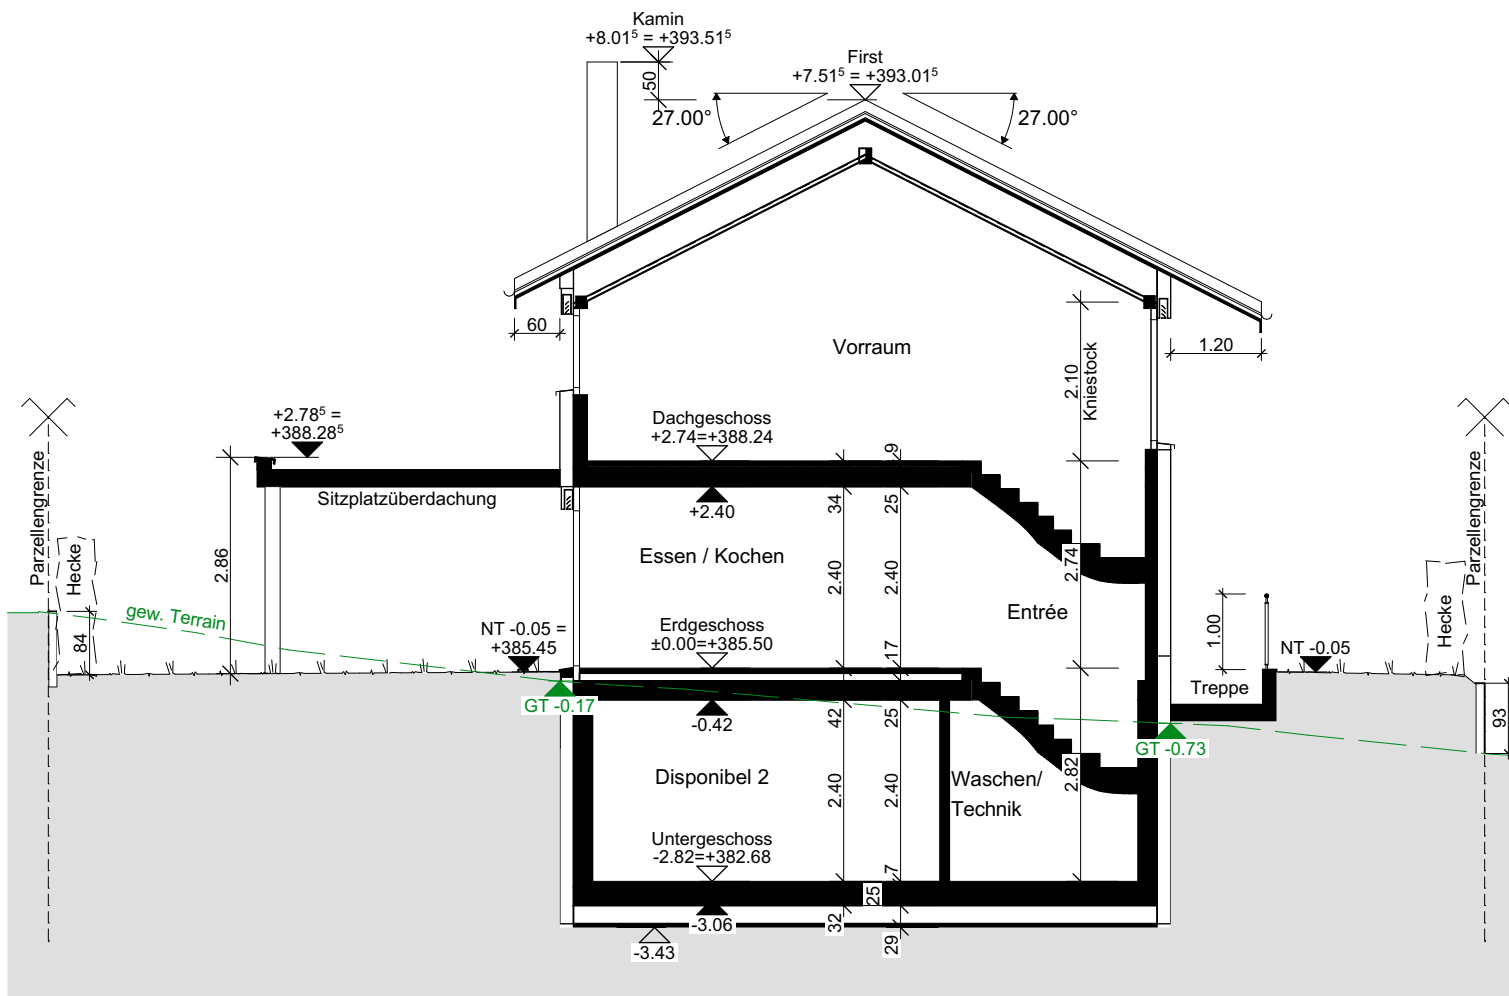 Kamin
+8.01⁵ = +393.51⁵
50
First
+7.51⁵ = +393.01⁵
27.00°
27.00°
60
1.20
Vorraum
2.10
Kniestock
+2.78⁵ =
+388.28⁵
Dachgeschoss
+2.74=+388.24
9
Parzellengrenze
Sitzplatzüberdachung
+2.40
34
25
Parzellengrenze
Hecke
2.86
Essen / Kochen
2.40
2.40
2.74
Entrée
Hecke
gew. Terrain
84
NT -0.05 =
+385.45
Erdgeschoss
±0.00=+385.50
17
1.00
NT -0.05
GT -0.17
-0.42
42
25
Treppe
GT -0.73
93
Disponibel 2
2.40
2.40
Waschen/
Technik
2.82
Untergeschoss
-2.82=+382.68
7
25
-3.06
32
29
-3.43